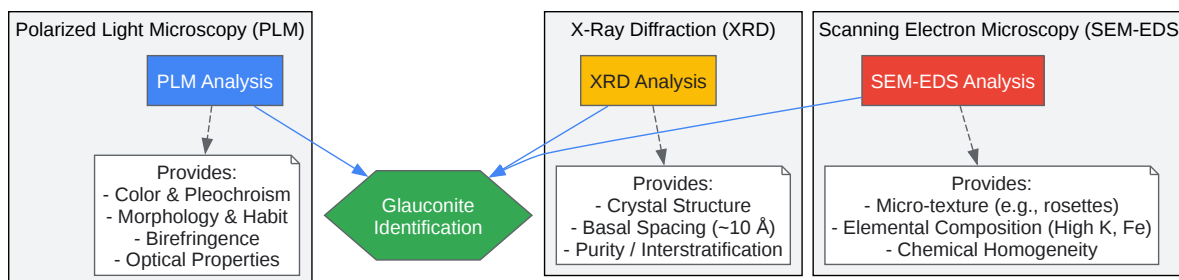 Polarized Light Microscopy (PLM)
PLM Analysis
Provides:
- Color & Pleochroism
- Morphology & Habit
- Birefringence
- Optical Properties
Glauconite
Identification
X-Ray Diffraction (XRD)
XRD Analysis
Provides:
- Crystal Structure
- Basal Spacing (~10 Å)
- Purity / Interstratification
Scanning Electron Microscopy (SEM-EDS
SEM-EDS Analysis
Provides:
- Micro-texture (e.g., rosettes)
- Elemental Composition (High K, Fe)
- Chemical Homogeneity